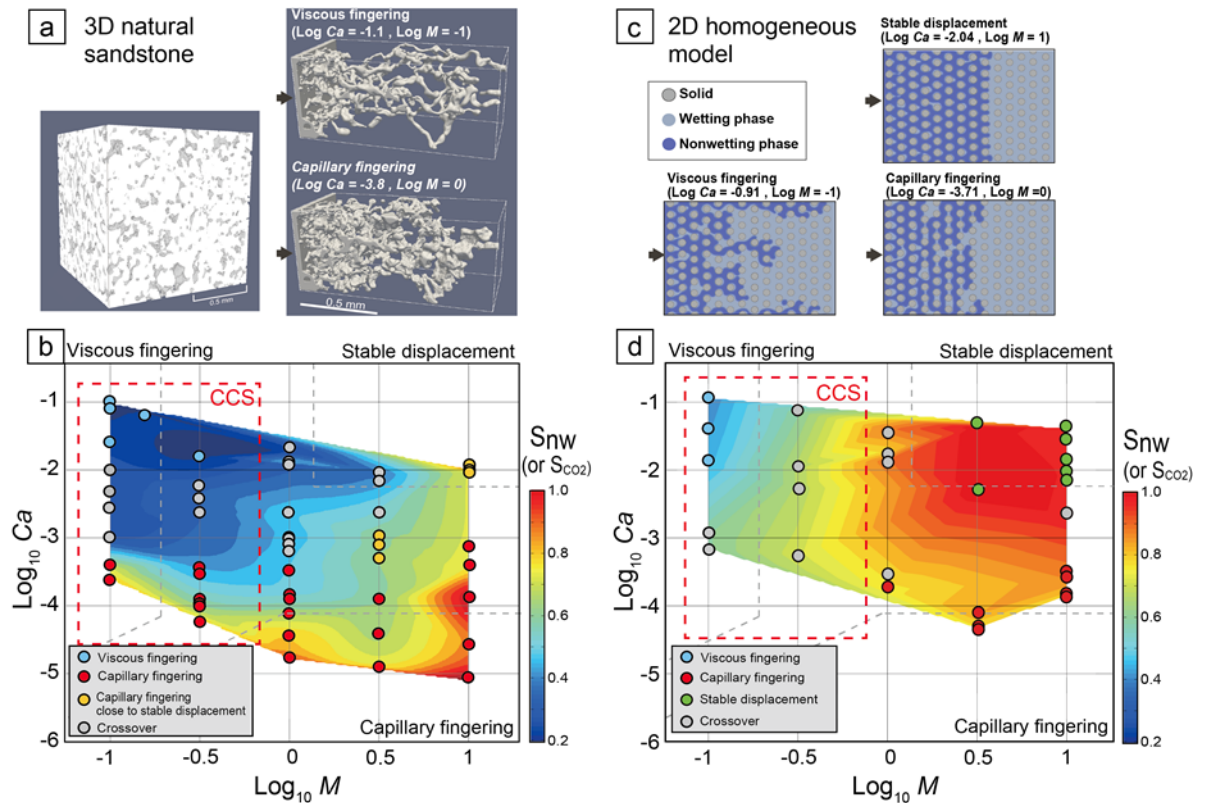 a
3D natural
sandstone
0.5 mm
Viscous fingering
(Log Ca = -1.1, Log M = -1)
Capillary fingering
(Log Ca = -3.8 , Log M = 0)
0.5 mm
c
2D homogeneous
model
Solid
Wetting phase
Nonwetting phase
Stable displacement
(Log Ca = -2.04, Log M = 1)
Viscous fingering
(Log Ca = -0.91 , Log M = -1)
Capillary fingering
(Log Ca = -3.71, Log M =0)
b
Viscous fingering
Stable displacement
CCS
Log10 Ca
-1
-2
-3
-4
-5
-6
Viscous fingering
Capillary fingering
Capillary fingering
close to stable displacement
Crossover
Capillary fingering
-1
-0.5
0
0.5
1
Log10 M
Snw
(or SCO2)
1.0
0.8
0.6
0.4
0.2
d
Viscous fingering
Stable displacement
CCS
Log10 Ca
-1
-2
-3
-4
-5
-6
Viscous fingering
Capillary fingering
Stable displacement
Crossover
Capillary fingering
-1
-0.5
0
0.5
1
Log10 M
Snw
(or SCO2)
1.0
0.8
0.6
0.4
0.2